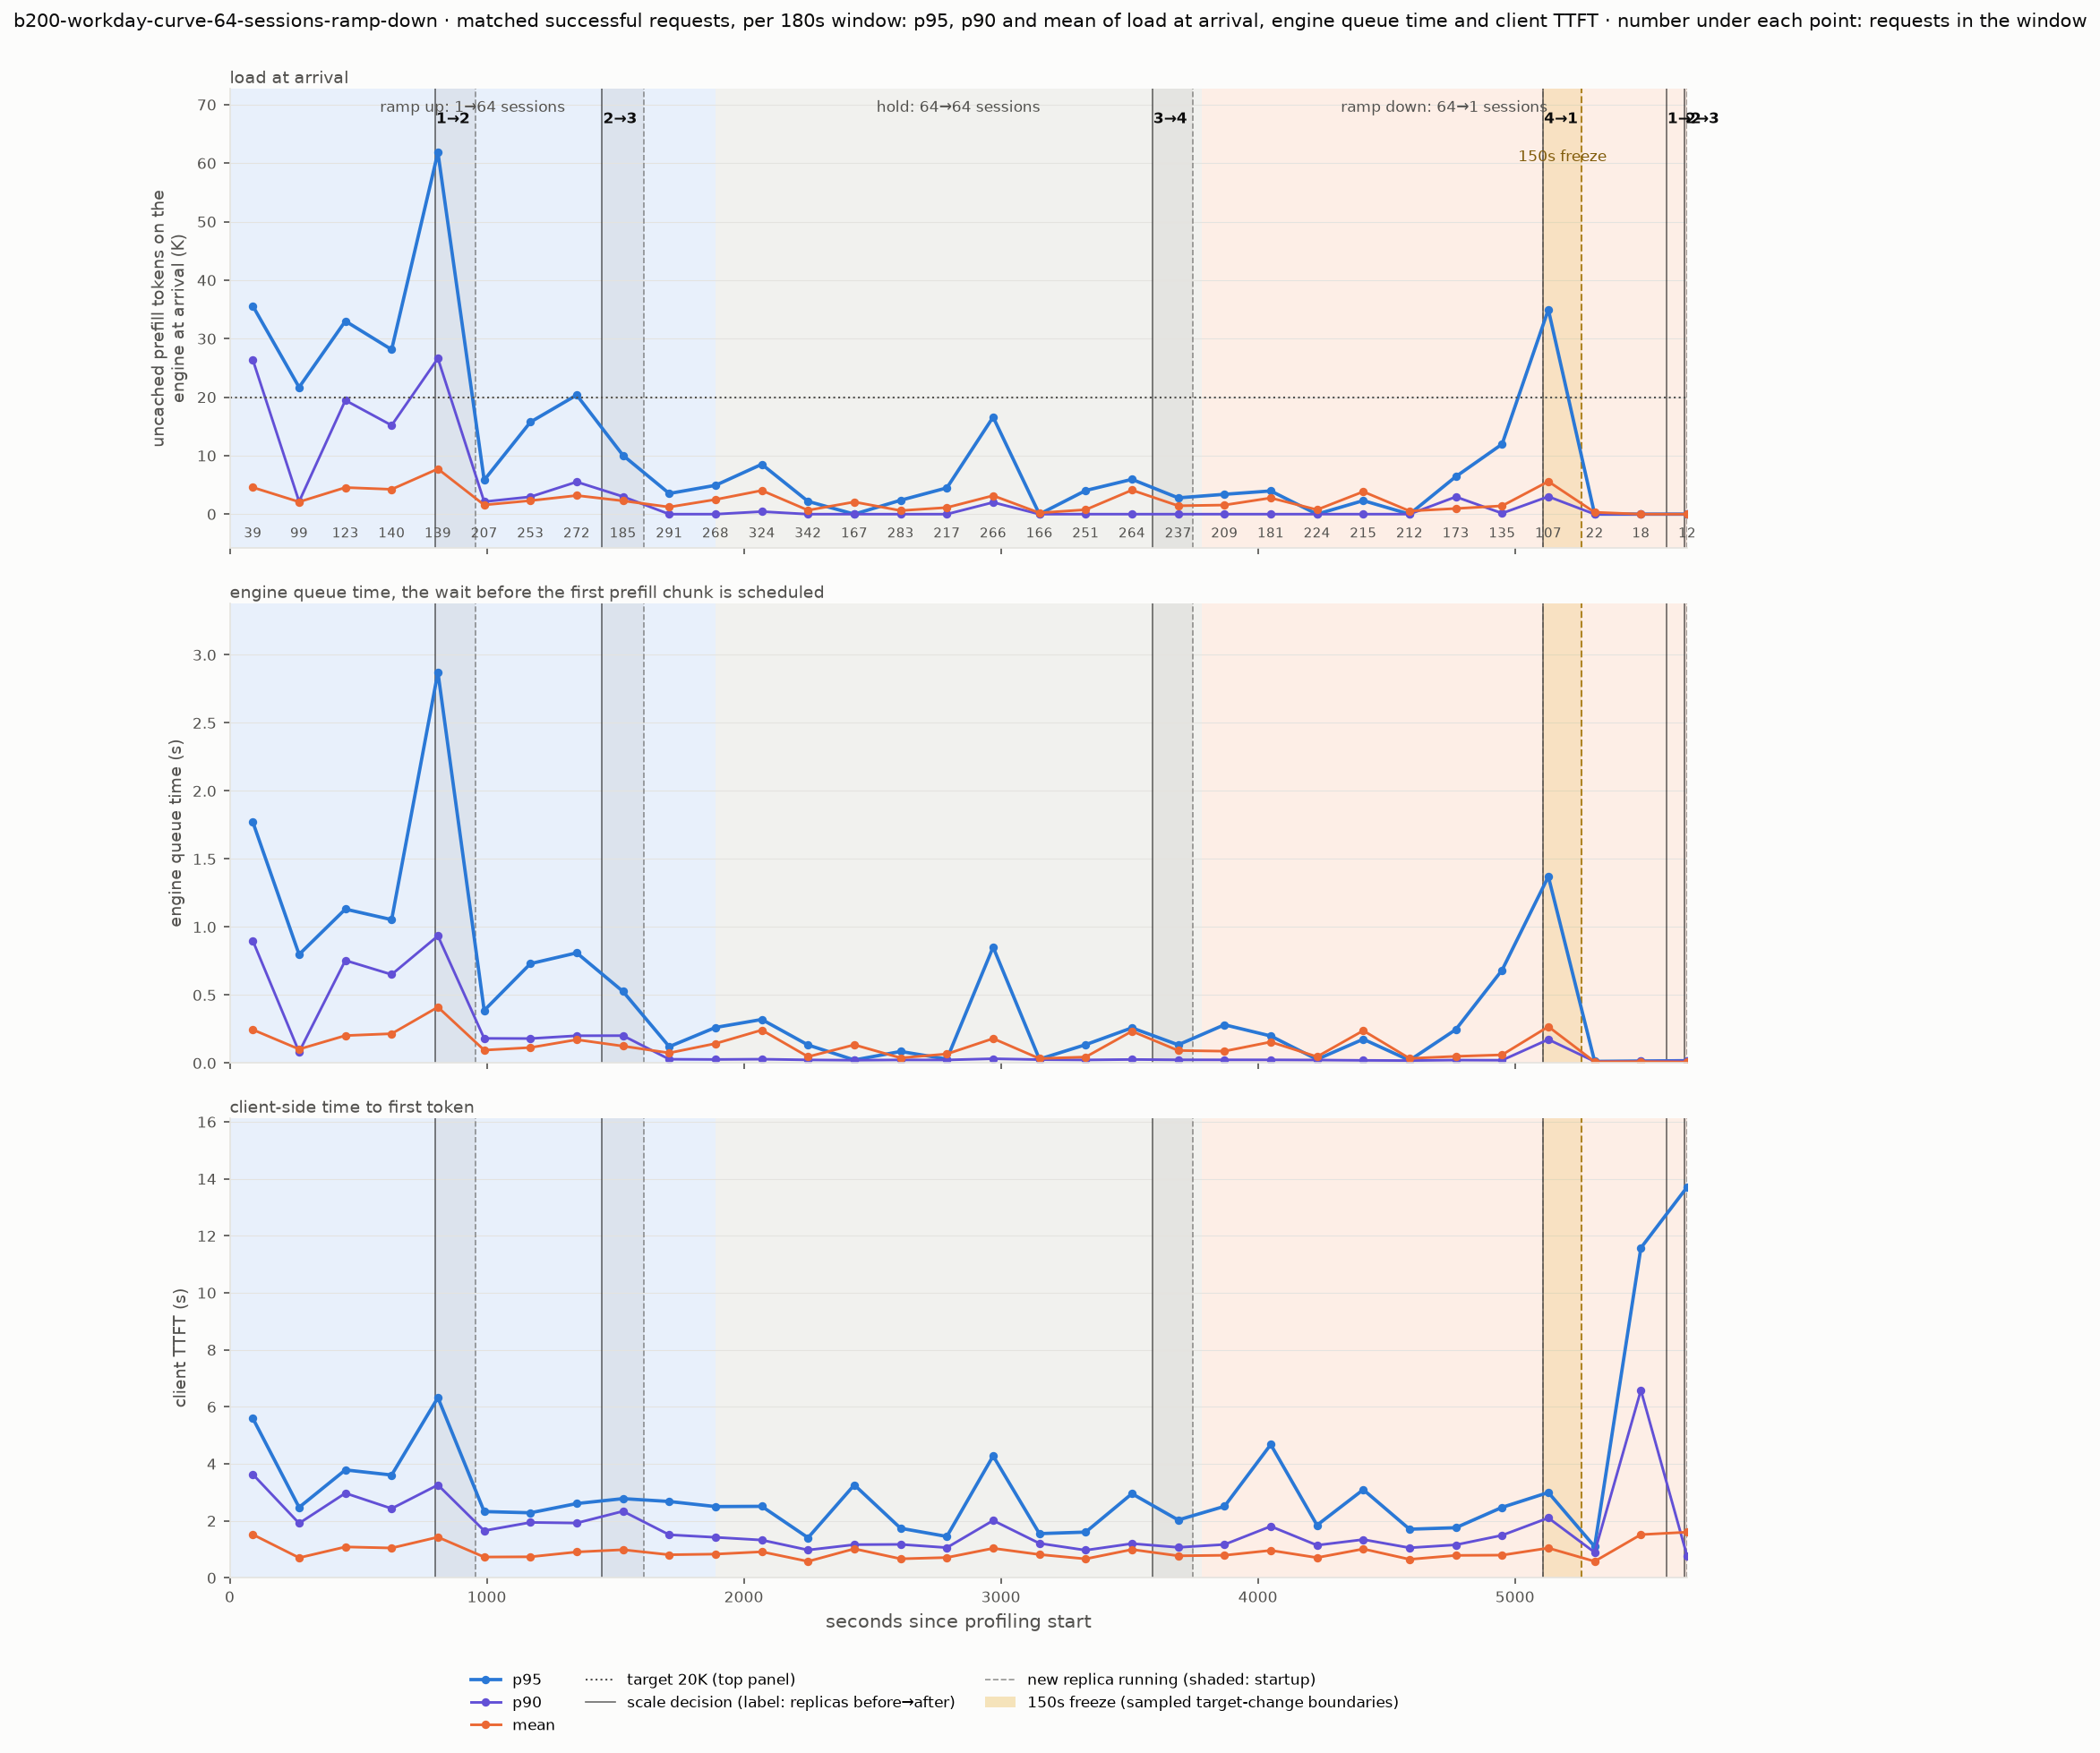 b200-workday-curve-64-sessions-ramp-down · matched successful requests, per 180s window: p95, p90 and mean of load at arrival, engine queue time and client TTFT · number under each point: requests in the window
load at arrival
ramp up: 1→64 sessions
hold: 64→64 sessions
ramp down: 64→1 sessions
1→2
2→3
3→4
4→1
1→2
2→3
150s freeze
uncached prefill tokens on the
engine at arrival (K)
70
60
50
40
30
20
10
0
39 99 123 140 139 207 253 272 185 291 268 324 342 167 283 217 266 166 251 264 237 209 181 224 215 212 173 135 107 22 18 12
engine queue time, the wait before the first prefill chunk is scheduled
engine queue time (s)
3.0
2.5
2.0
1.5
1.0
0.5
0.0
client-side time to first token
client TTFT (s)
16
14
12
10
8
6
4
2
0
0 1000 2000 3000 4000 5000
seconds since profiling start
p95
p90
mean
target 20K (top panel)
scale decision (label: replicas before→after)
new replica running (shaded: startup)
150s freeze (sampled target-change boundaries)